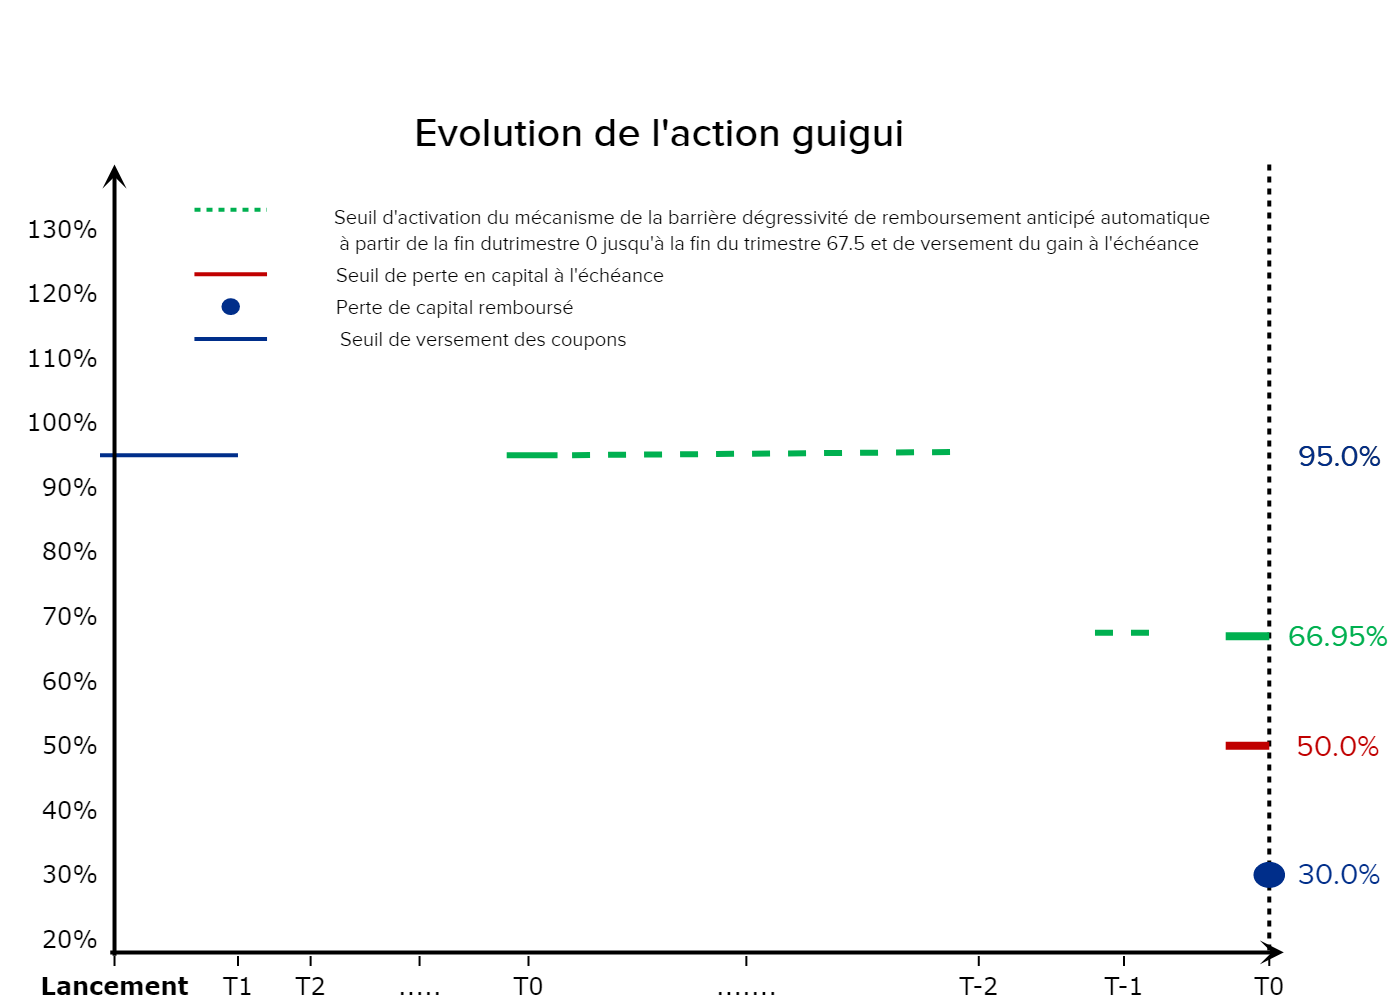 Evolution de l'action guigui
Seuil d'activation du mécanisme de la barrière dégressivité de remboursement anticipé automatique
à partir de la fin dutrimestre 0 jusqu'à la fin du trimestre 67.5 et de versement du gain à l'échéance
Seuil de perte en capital à l'échéance
Perte de capital remboursé
Seuil de versement des coupons
130%
120%
110%
100%
90%
80%
70%
60%
50%
40%
30%
20%
95.0%
66.95%
50.0%
30.0%
Lancement T1 T2 ..... T0 ....... T-2 T-1 T0